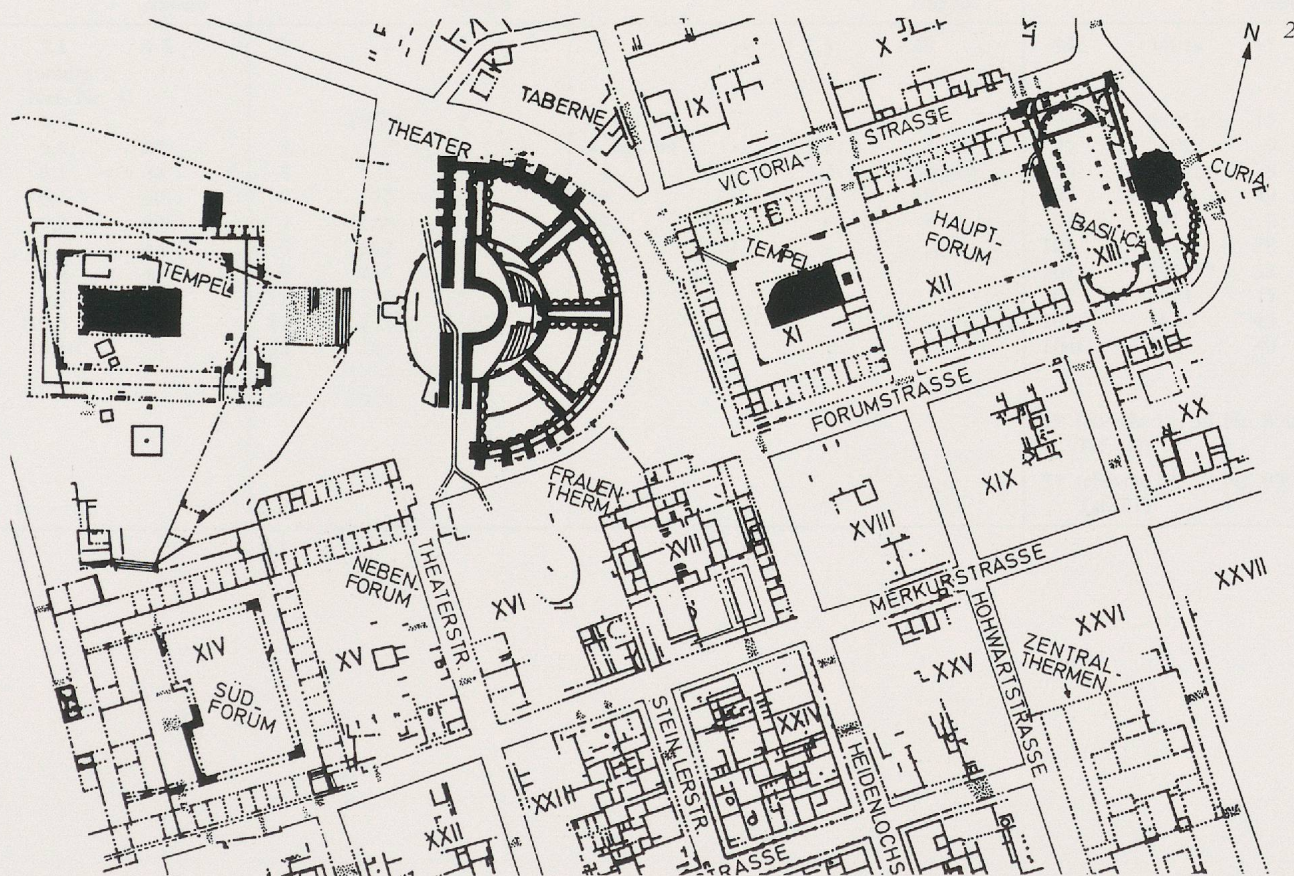 N
2
X
IX
TABERNE
THEATER
STRASSE
VICTORIA-
CURIA
TEMPEL
HAUPT-
FORUM
BASILICA
XIII
TEMPEL
XII
XI
FORUMSTRASSE
XX
XIX
FRAUEN-
THERM.
XVIII
XVII
NEBEN-
FORUM
THEATERSTR.
XVI
MERKURSTRASSE
XXVII
HOHWARTSTRASSE
XXVI
ZENTRAL-
THERMEN
XIV
XV
XXV
SÜD-
FORUM
STEINLERSTR.
XXIV
HEIDENLOCHS
XXIII
XXII
STRASSE